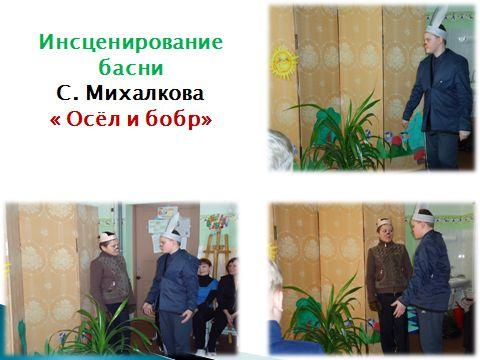 Инсценирование
басни
С. Михалкова
« Осёл и бобр»